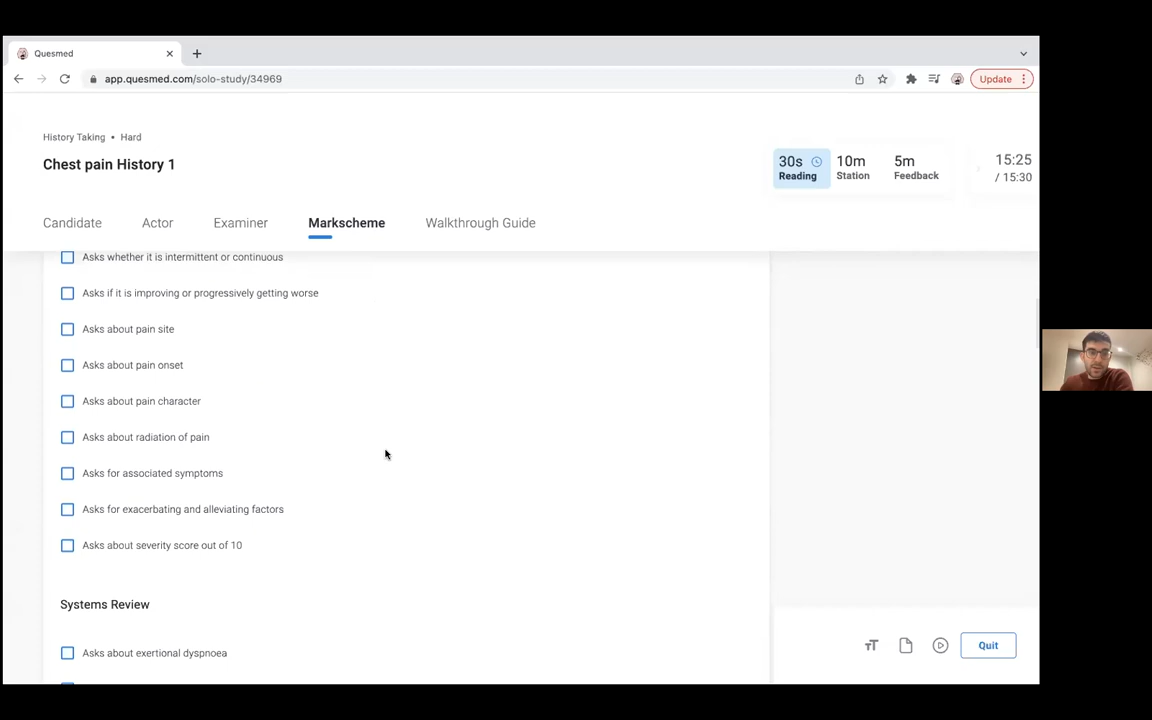 Quesmed
app.quesmed.com/solo-study/34969
Update
History Taking • Hard
Chest pain History 1
30s
Reading
10m
Station
5m
Feedback
15:25
/ 15:30
Candidate
Actor
Examiner
Markscheme
Walkthrough Guide
Asks whether it is intermittent or continuous
Asks if it is improving or progressively getting worse
Asks about pain site
Asks about pain onset
Asks about pain character
Asks about radiation of pain
Asks for associated symptoms
Asks for exacerbating and alleviating factors
Asks about severity score out of 10
Systems Review
Asks about exertional dyspnoea
TT
Quit